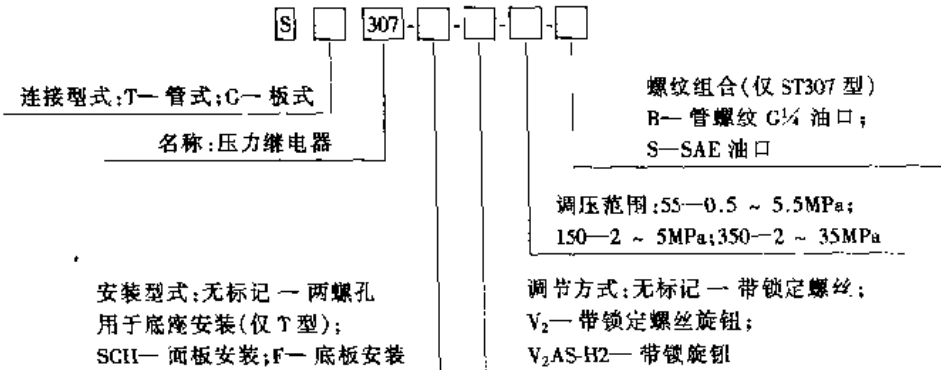 S □ 307-□-□-□-□
连接型式:T—管式;G—板式
名称:压力继电器
螺纹组合(仅 ST307 型)
B—管螺纹 G¼ 油口;
S—SAE 油口
调压范围:55—0.5 ~ 5.5MPa;
150—2 ~ 5MPa;350—2 ~ 35MPa
安装型式:无标记—两螺孔
用于底座安装(仅 T 型);
SCH—面板安装;F—底板安装
调节方式:无标记—带锁定螺丝;
V₂—带锁定螺丝旋钮;
V₂AS-H2—带锁旋钮